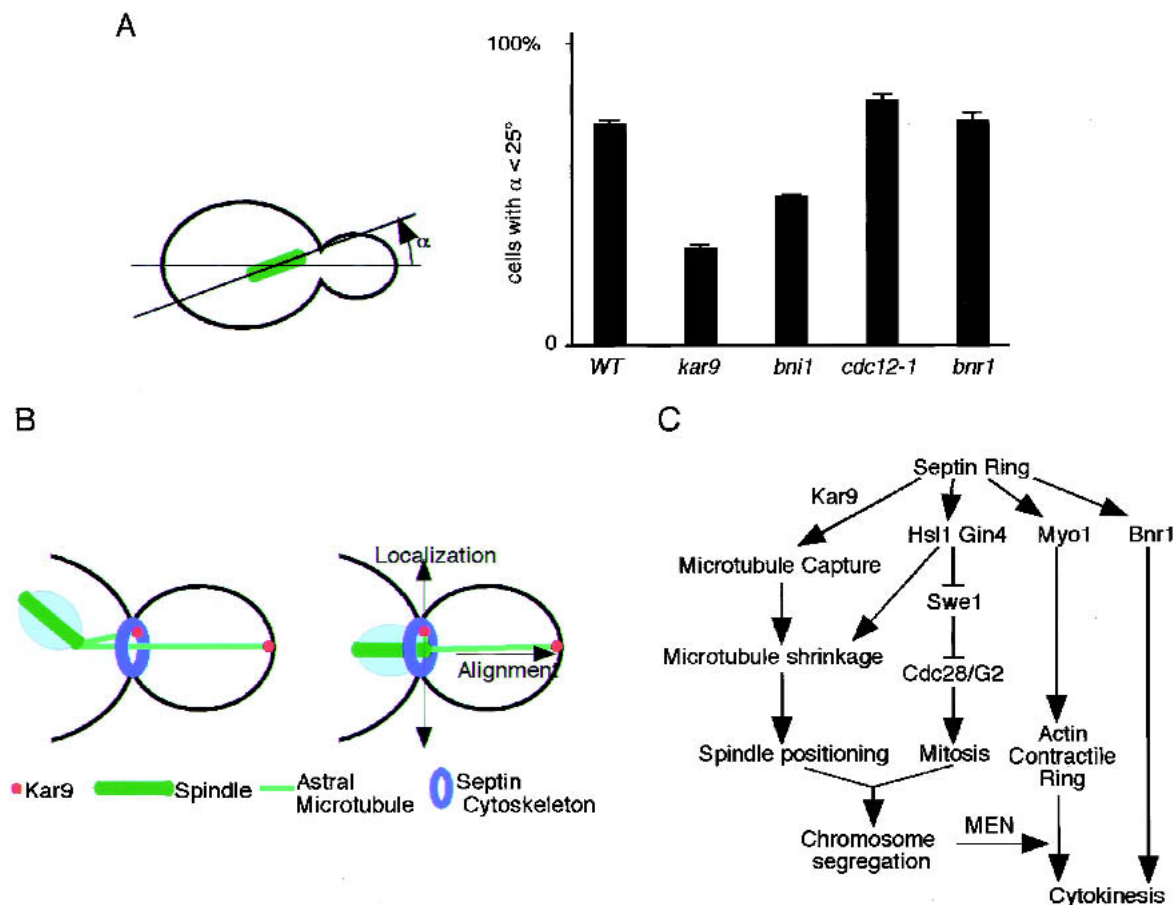 A
100%
cells with α < 25°
0
α
WT kar9 bni1 cdc12-1 bnr1
B
Localization
Alignment
Kar9
Spindle
Astral
Microtubule
Septin
Cytoskeleton
C
Septin Ring
Kar9
Hsl1 Gin4
Myo1
Bnr1
Microtubule Capture
Swe1
Microtubule shrinkage
Cdc28/G2
Spindle positioning
Mitosis
Actin
Contractile
Ring
Chromosome
segregation
MEN
Cytokinesis